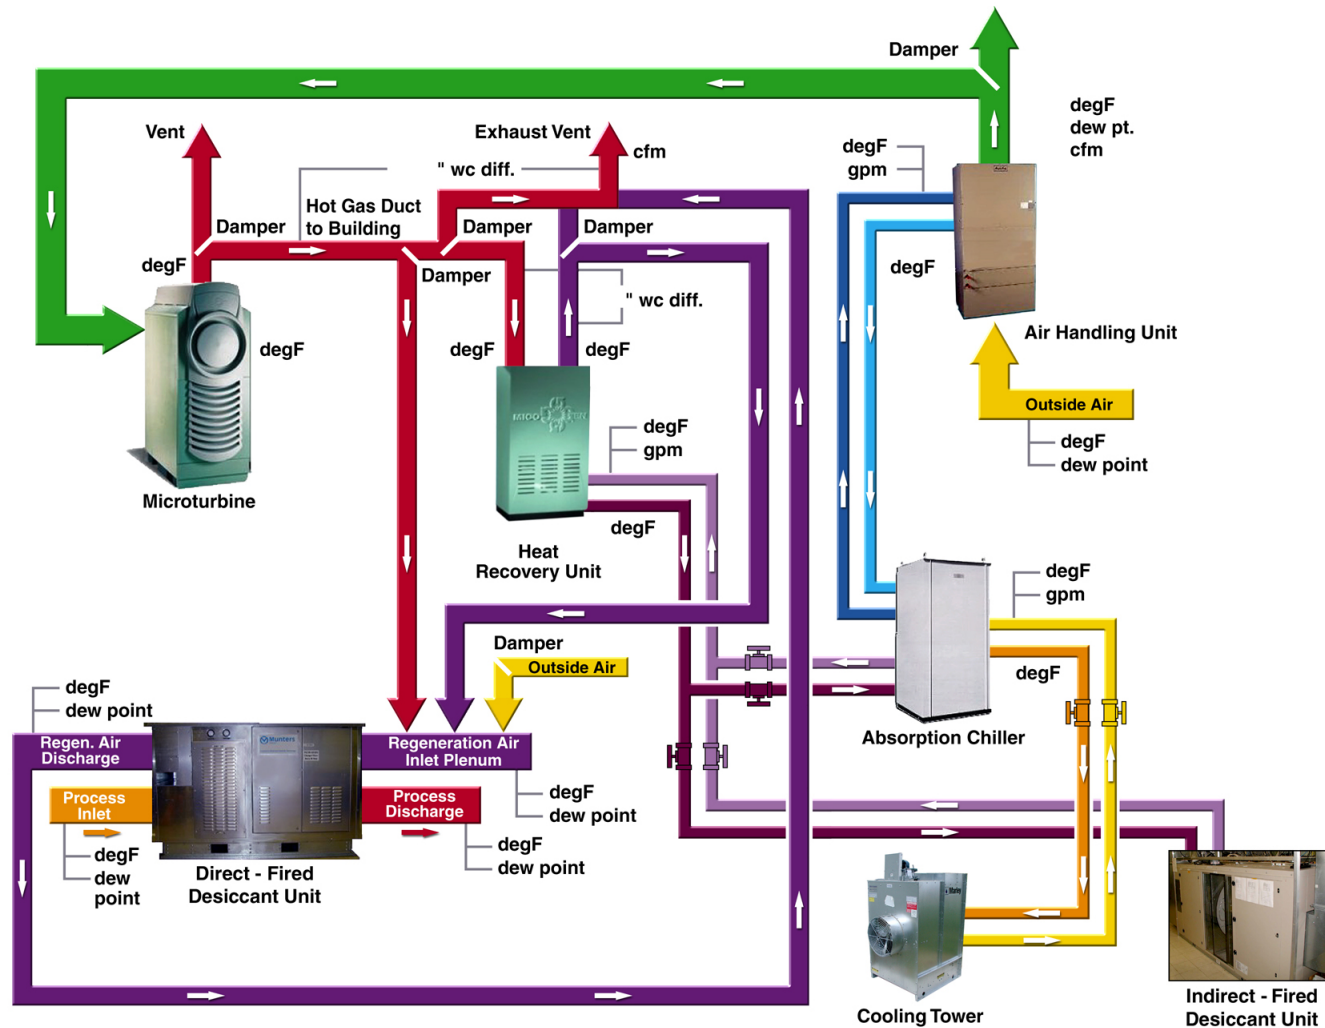 Damper
degF
dew pt.
cfm
Vent
Exhaust Vent
cfm
" wc diff.
degF
gpm
Hot Gas Duct
to Building
Damper
Damper
Damper
Damper
degF
degF
" wc diff.
degF
degF
degF
Air Handling Unit
Outside Air
degF
dew point
degF
gpm
Microturbine
degF
Heat
Recovery Unit
degF
gpm
Absorption Chiller
degF
Damper
Outside Air
degF
dew point
Regen. Air
Discharge
Munters
Regeneration Air
Inlet Plenum
degF
dew point
Process
Inlet
Process
Discharge
degF
dew
point
degF
dew point
Direct - Fired
Desiccant Unit
Cooling Tower
Indirect - Fired
Desiccant Unit